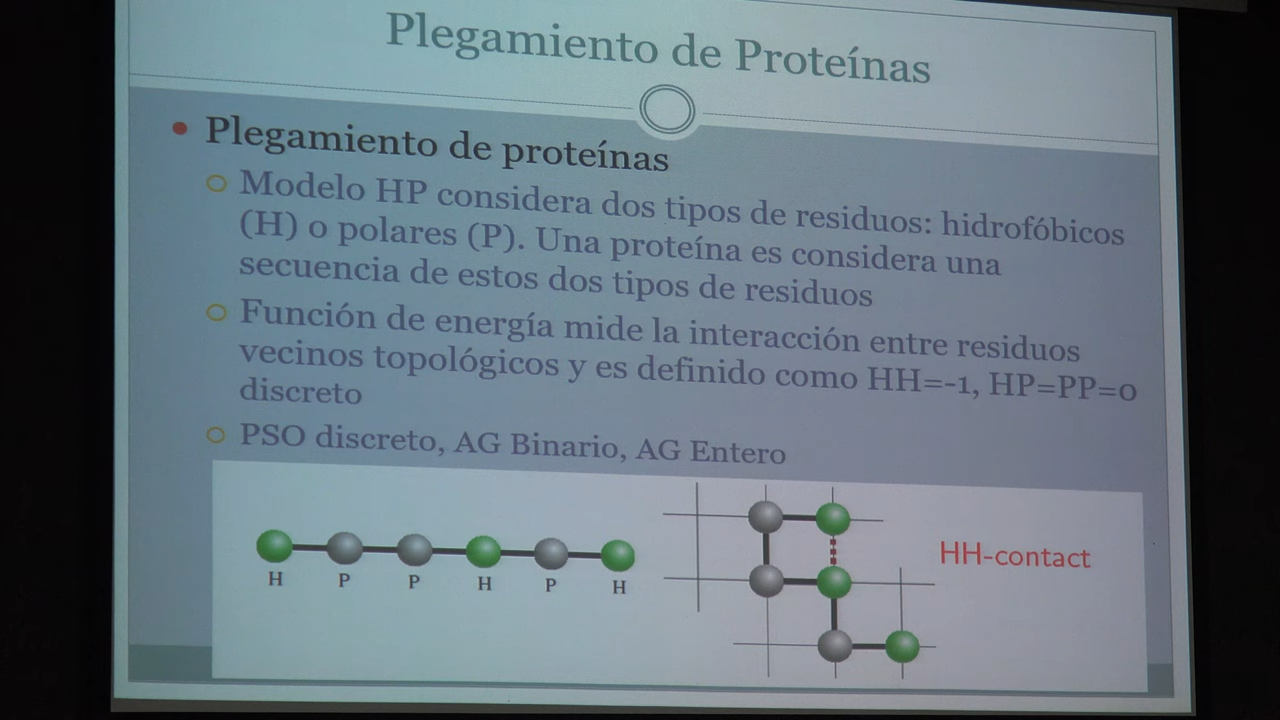 Plegamiento de Proteínas
Plegamiento de proteínas
Modelo HP considera dos tipos de residuos: hidrofóbicos
(H) o polares (P). Una proteína es considera una
secuencia de estos dos tipos de residuos
Función de energía mide la interacción entre residuos
vecinos topológicos y es definido como HH=-1, HP=PP=0
discreto
PSO discreto, AG Binario, AG Entero
H P P H P H
HH-contact